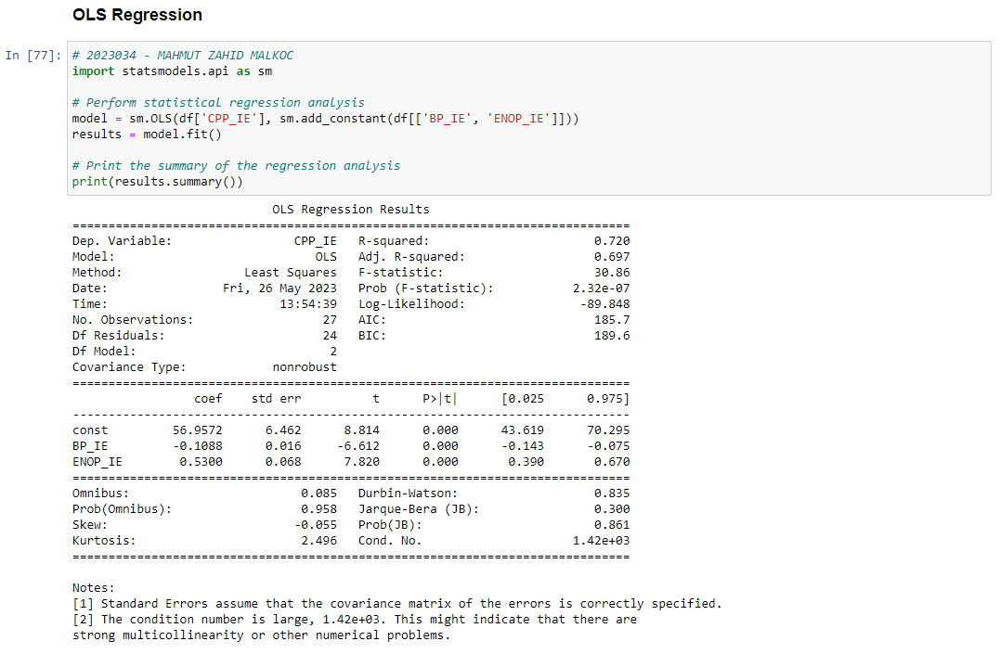 OLS Regression
In [77]: # 2023034 - MAHMUT ZAHID MALKOC
import statsmodels.api as sm
# Perform statistical regression analysis
model = sm.OLS(df['CPP_IE'], sm.add_constant(df[['BP_IE', 'ENOP_IE']]))
results = model.fit()
# Print the summary of the regression analysis
print(results.summary())
OLS Regression Results
==============================================================================
Dep. Variable: CPP_IE R-squared: 0.720
Model: OLS Adj. R-squared: 0.697
Method: Least Squares F-statistic: 30.86
Date: Fri, 26 May 2023 Prob (F-statistic): 2.32e-07
Time: 13:54:39 Log-Likelihood: -89.848
No. Observations: 27 AIC: 185.7
Df Residuals: 24 BIC: 189.6
Df Model: 2
Covariance Type: nonrobust
==============================================================================
coef std err t P>|t| [0.025 0.975]
------------------------------------------------------------------------------
const 56.9572 6.462 8.814 0.000 43.619 70.295
BP_IE -0.1088 0.016 -6.612 0.000 -0.143 -0.075
ENOP_IE 0.5300 0.068 7.820 0.000 0.390 0.670
==============================================================================
Omnibus: 0.085 Durbin-Watson: 0.835
Prob(Omnibus): 0.958 Jarque-Bera (JB): 0.300
Skew: -0.055 Prob(JB): 0.861
Kurtosis: 2.496 Cond. No. 1.42e+03
==============================================================================
Notes:
[1] Standard Errors assume that the covariance matrix of the errors is correctly specified.
[2] The condition number is large, 1.42e+03. This might indicate that there are
strong multicollinearity or other numerical problems.